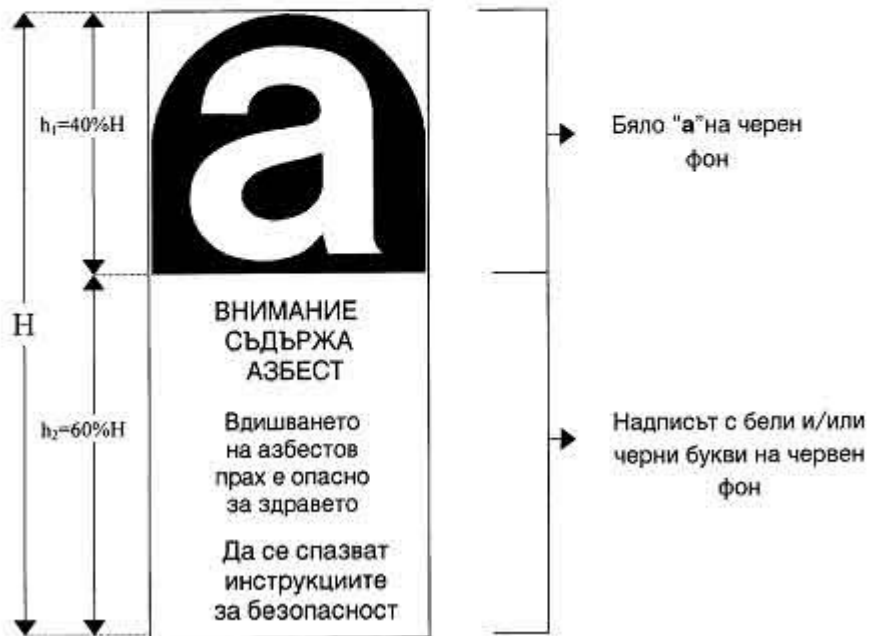 h₁=40%H
H
h₂=60%H
a
ВНИМАНИЕ
СЪДЪРЖА
АЗБЕСТ
Вдишването
на азбестов
прах е опасно
за здравето
Да се спазват
инструкциите
за безопасност
Бяло "а"на черен
фон
Надписът с бели и/или
черни букви на червен
фон